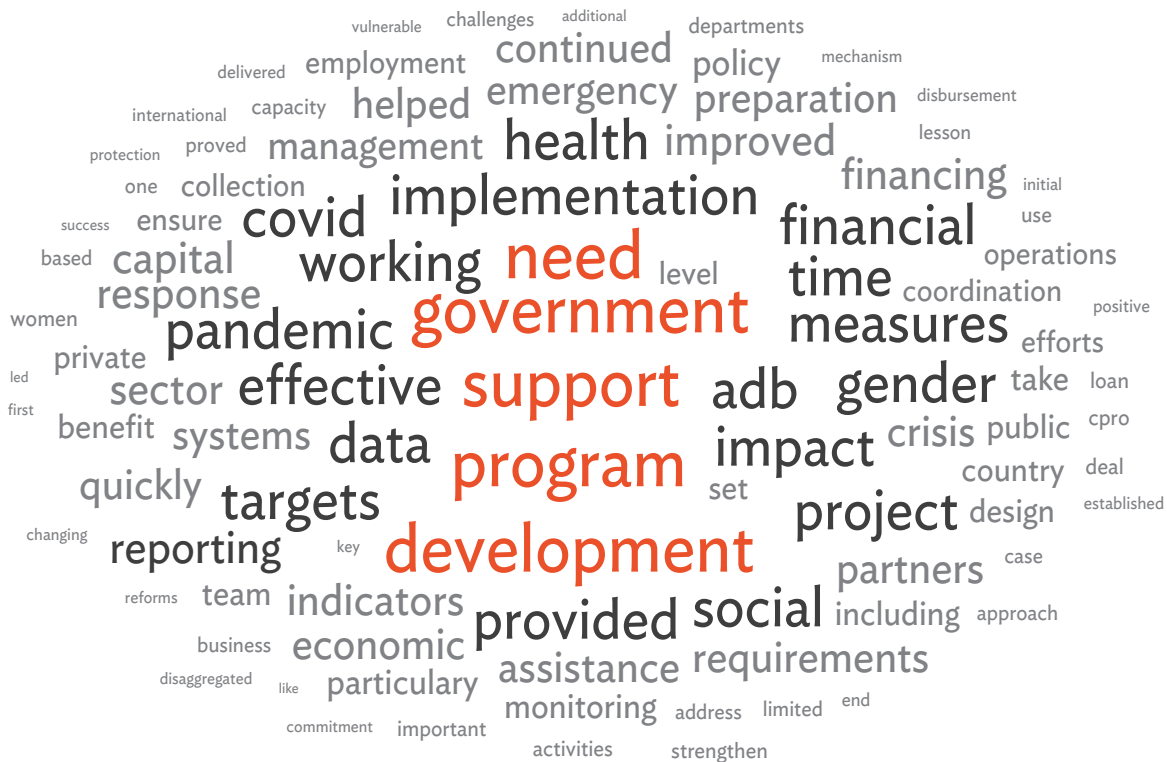 vulnerable challenges additional departments
delivered employment continued policy mechanism
international capacity helped emergency preparation disbursement
protection proved management health improved lesson
one collection implementation financing initial
success ensure covid financial use
based capital working need level time operations
response government coordination positive
women pandemic measures efforts
private
led sector effective support adb gender take loan
first benefit systems data impact crisis public cpro
quickly program set country deal
targets project design established
changing reporting key development partners case
reforms team indicators provided social including approach
business economic assistance requirements
disaggregated like particulary monitoring address limited end
commitment important
activities strengthen